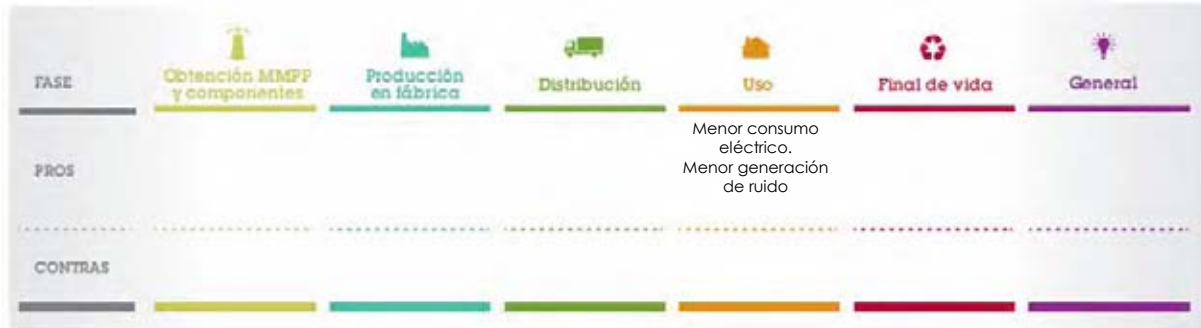 FASE
Obtención MMPP
y componentes
Producción
en fábrica
Distribución
Uso
Final de vida
General
PROS
Menor consumo
eléctrico.
Menor generación
de ruido
CONTRAS